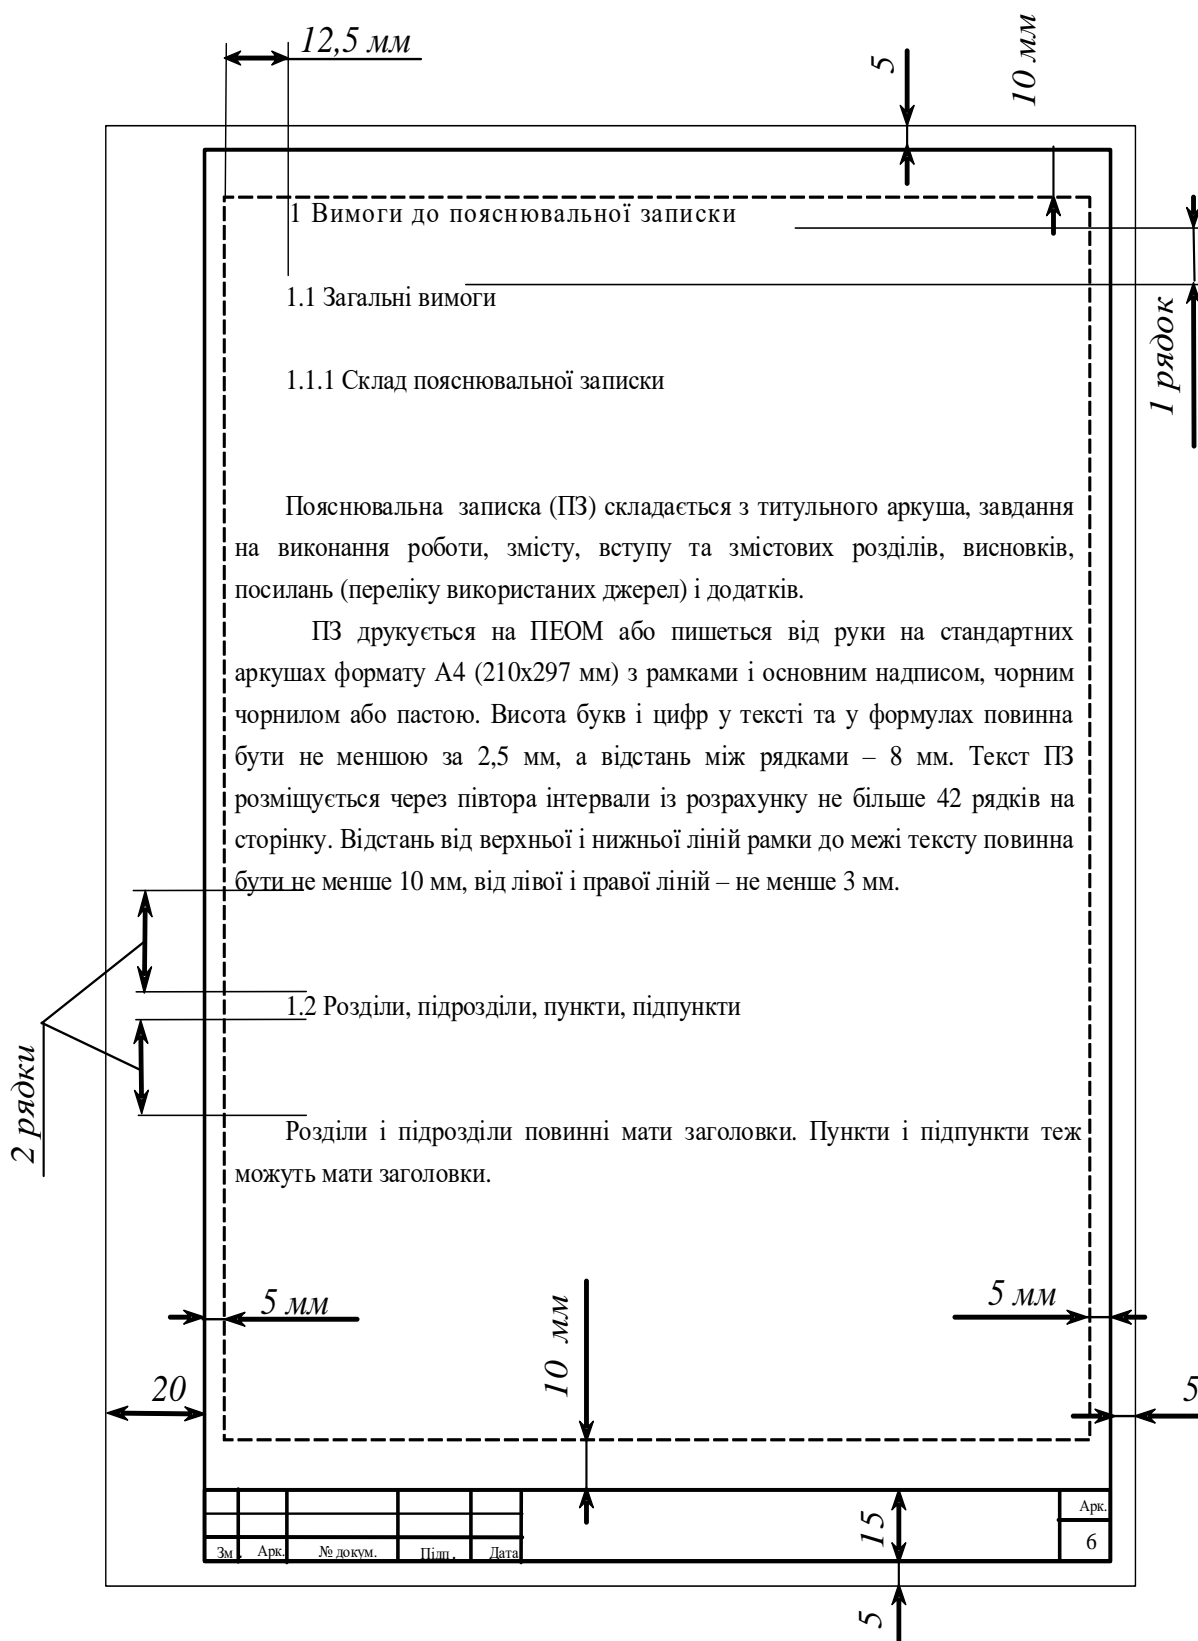 12,5 мм
5
10 мм
1 Вимоги до пояснювальної записки
1.1 Загальні вимоги
1 рядок
1.1.1 Склад пояснювальної записки
Пояснювальна записка (ПЗ) складається з титульного аркуша, завдання
на виконання роботи, змісту, вступу та змістових розділів, висновків,
посилань (переліку використаних джерел) і додатків.
ПЗ друкується на ПЕОМ або пишеться від руки на стандартних
аркушах формату А4 (210х297 мм) з рамками і основним надписом, чорним
чорнилом або пастою. Висота букв і цифр у тексті та у формулах повинна
бути не меншою за 2,5 мм, а відстань між рядками – 8 мм. Текст ПЗ
розміщується через півтора інтервали із розрахунку не більше 42 рядків на
сторінку. Відстань від верхньої і нижньої ліній рамки до межі тексту повинна
бути не менше 10 мм, від лівої і правої ліній – не менше 3 мм.
1.2 Розділи, підрозділи, пункти, підпункти
2 рядки
Розділи і підрозділи повинні мати заголовки. Пункти і підпункти теж
можуть мати заголовки.
5 мм
10 мм
5 мм
20
5
15
Арк.
6
Зм. Арк. № докум. Підп. Дата
5